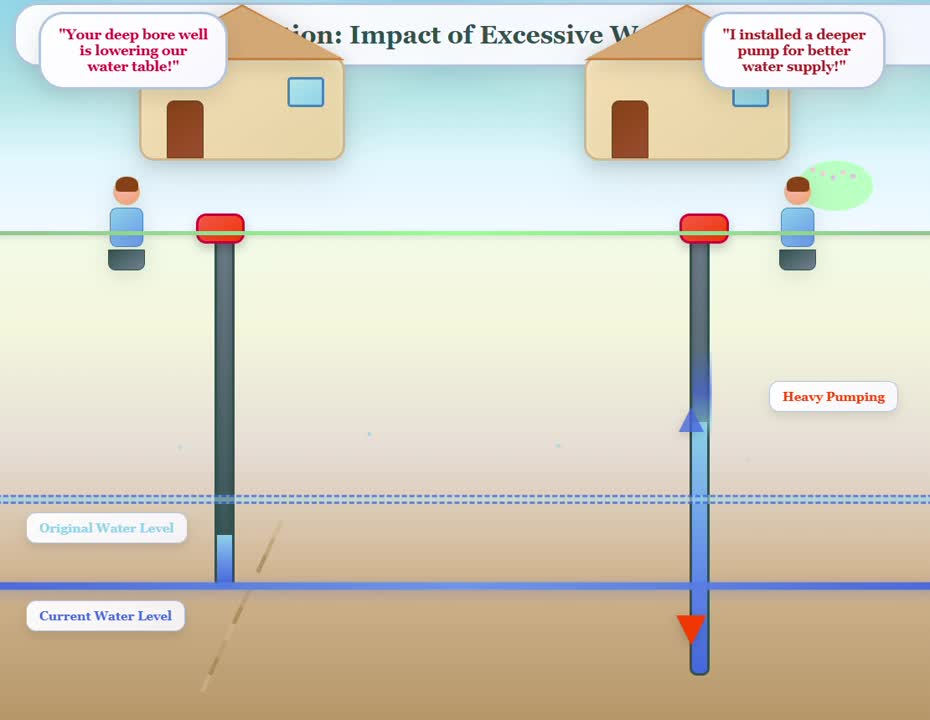 Impact of Excessive
"Your deep bore well
is lowering our
water table!"
"I installed a deeper
pump for better
water supply!"
Heavy Pumping
Original Water Level
Current Water Level